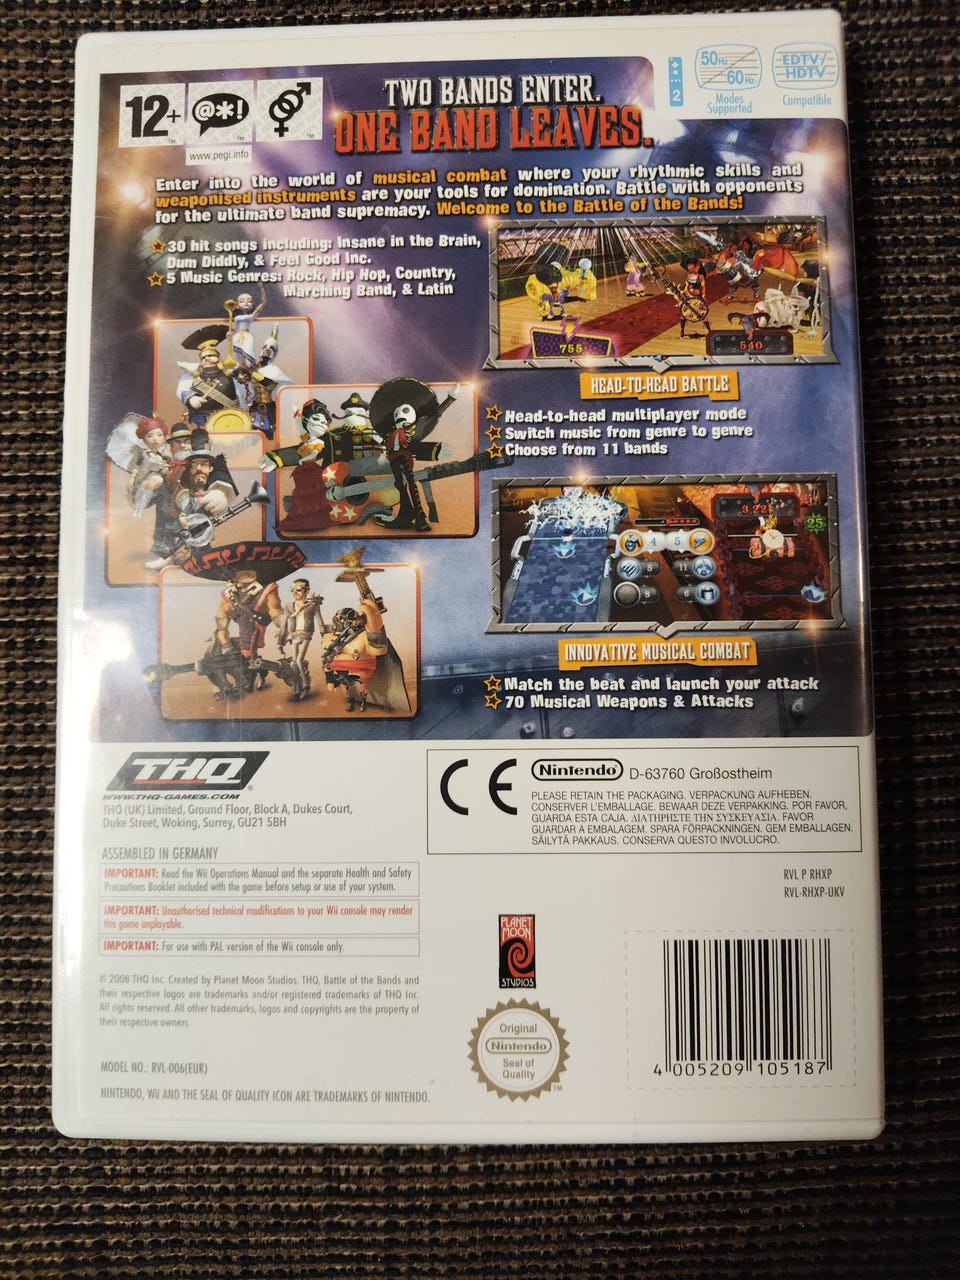 12+
@*!
www.pegi.info
TWO BANDS ENTER.
ONE BAND LEAVES.
2
50Hz
60Hz
Modes
Supported
EDTV/
HDTV
Compatible
Enter into the world of musical combat where your rhythmic skills and
weaponised instruments are your tools for domination. Battle with opponents
for the ultimate band supremacy. Welcome to the Battle of the Bands!
30 hit songs including: Insane in the Brain,
Dum Diddly, & Feel Good Inc.
5 Music Genres: Rock, Hip Hop, Country,
Marching Band, & Latin
755
540
HEAD-TO-HEAD BATTLE
Head-to-head multiplayer mode
Switch music from genre to genre
Choose from 11 bands
322
25
4 5
5 11
8 6
INNOVATIVE MUSICAL COMBAT
Match the beat and launch your attack
70 Musical Weapons & Attacks
THQ
WWW.THQ-GAMES.COM
THQ (UK) Limited, Ground Floor, Block A, Dukes Court,
Duke Street, Woking, Surrey, GU21 5BH
CE Nintendo D-63760 Großostheim
PLEASE RETAIN THE PACKAGING. VERPACKUNG AUFHEBEN.
CONSERVER L'EMBALLAGE. BEWAAR DEZE VERPAKKING. POR FAVOR,
GUARDA ESTA CAJA. ΔΙΑΤΗΡΗΣΤΕ ΤΗΝ ΣΥΣΚΕΥΑΣΙΑ. FAVOR
GUARDAR A EMBALAGEM. SPARA FÖRPACKNINGEN. GEM EMBALLAGEN.
SÄILYTÄ PAKKAUS. CONSERVA QUESTO INVOLUCRO.
ASSEMBLED IN GERMANY
IMPORTANT: Read the Wii Operations Manual and the separate Health and Safety
Precautions Booklet included with the game before setup or use of your system.
IMPORTANT: Unauthorised technical modifications to your Wii console may render
this game unplayable.
IMPORTANT: For use with PAL version of the Wii console only.
RVL P RHXP
RVL-RHXP-UKV
PLANET
MOON
STUDIOS
© 2008 THQ Inc. Created by Planet Moon Studios. THQ, Battle of the Bands and
their respective logos are trademarks and/or registered trademarks of THQ Inc.
All rights reserved. All other trademarks, logos and copyrights are the property of
their respective owners.
Original
Nintendo
Seal of
Quality
TM
4 005209 105187
MODEL NO.: RVL-006(EUR)
NINTENDO, Wii AND THE SEAL OF QUALITY ICON ARE TRADEMARKS OF NINTENDO.